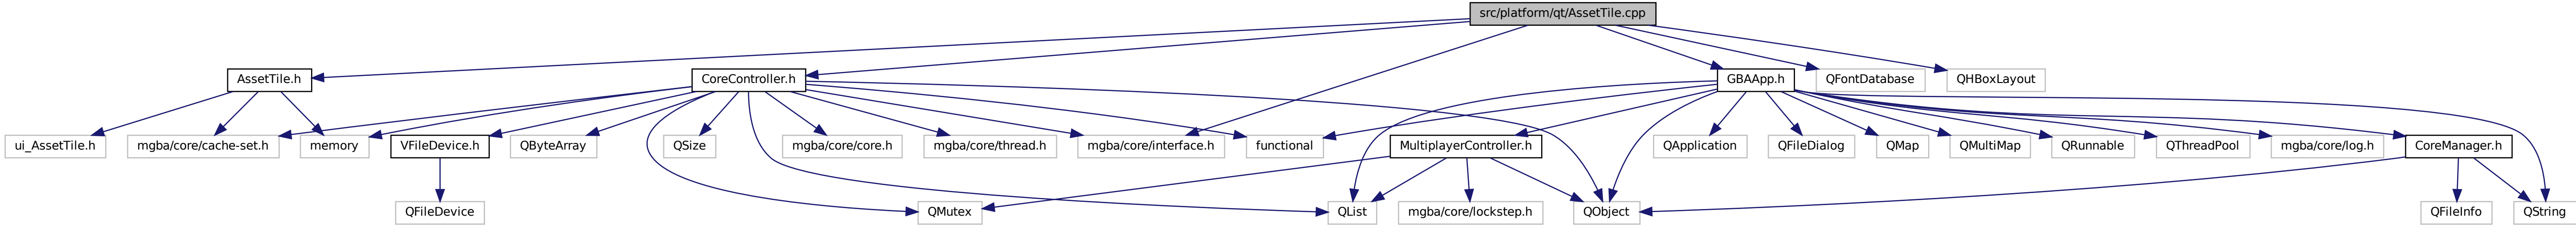 src/platform/qt/AssetTile.cpp
AssetTile.h
CoreController.h
GBAApp.h
QFontDatabase
QHBoxLayout
ui_AssetTile.h
mgba/core/cache-set.h
memory
VFileDevice.h
QByteArray
QSize
mgba/core/core.h
mgba/core/thread.h
mgba/core/interface.h
functional
MultiplayerController.h
QApplication
QFileDialog
QMap
QMultiMap
QRunnable
QThreadPool
mgba/core/log.h
CoreManager.h
QFileDevice
QMutex
QList
mgba/core/lockstep.h
QObject
QFileInfo
QString